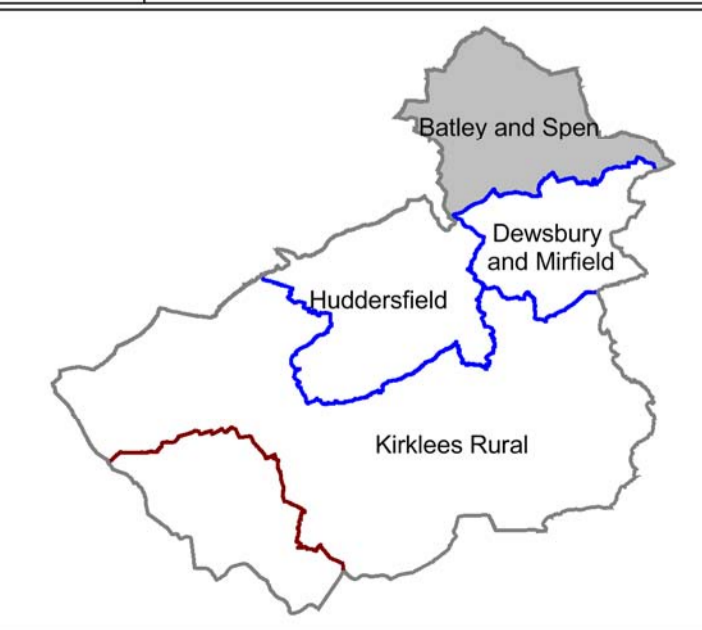 Batley and Spen
Dewsbury
and Mirfield
Huddersfield
Kirklees Rural